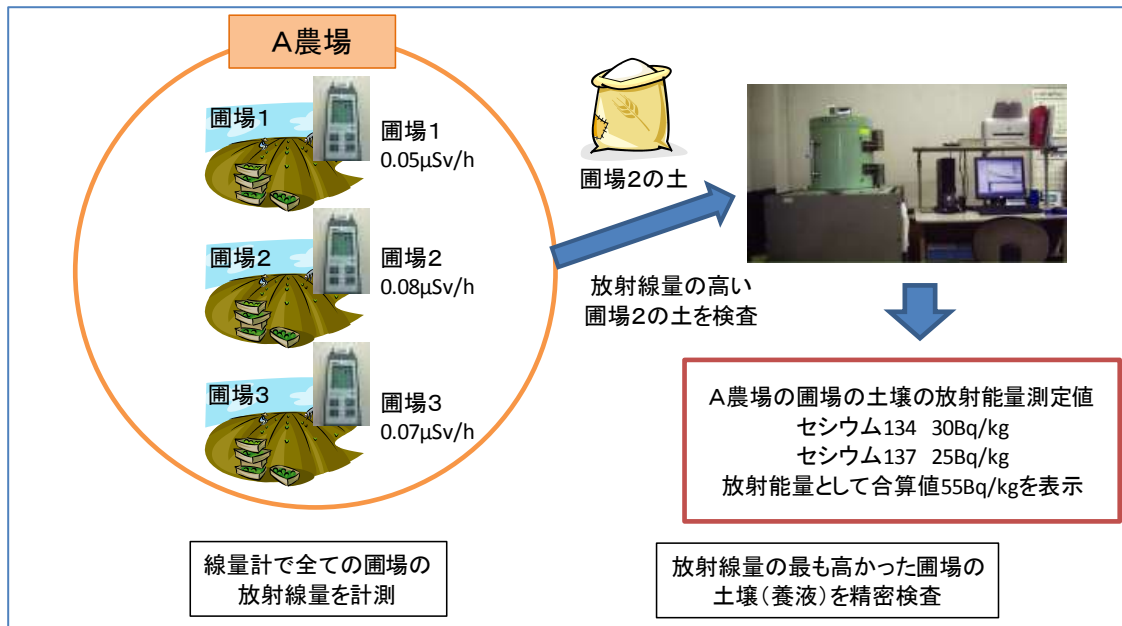 A農場
圃場1
圃場1
0.05μSv/h
圃場2
圃場2
0.08μSv/h
圃場3
圃場3
0.07μSv/h
線量計で全ての圃場の
放射線量を計測
圃場2の土
放射線量の高い
圃場2の土を検査
A農場の圃場の土壌の放射能量測定値
セシウム134 30Bq/kg
セシウム137 25Bq/kg
放射能量として合算値55Bq/kgを表示
放射線量の最も高かった圃場の
土壌(養液)を精密検査